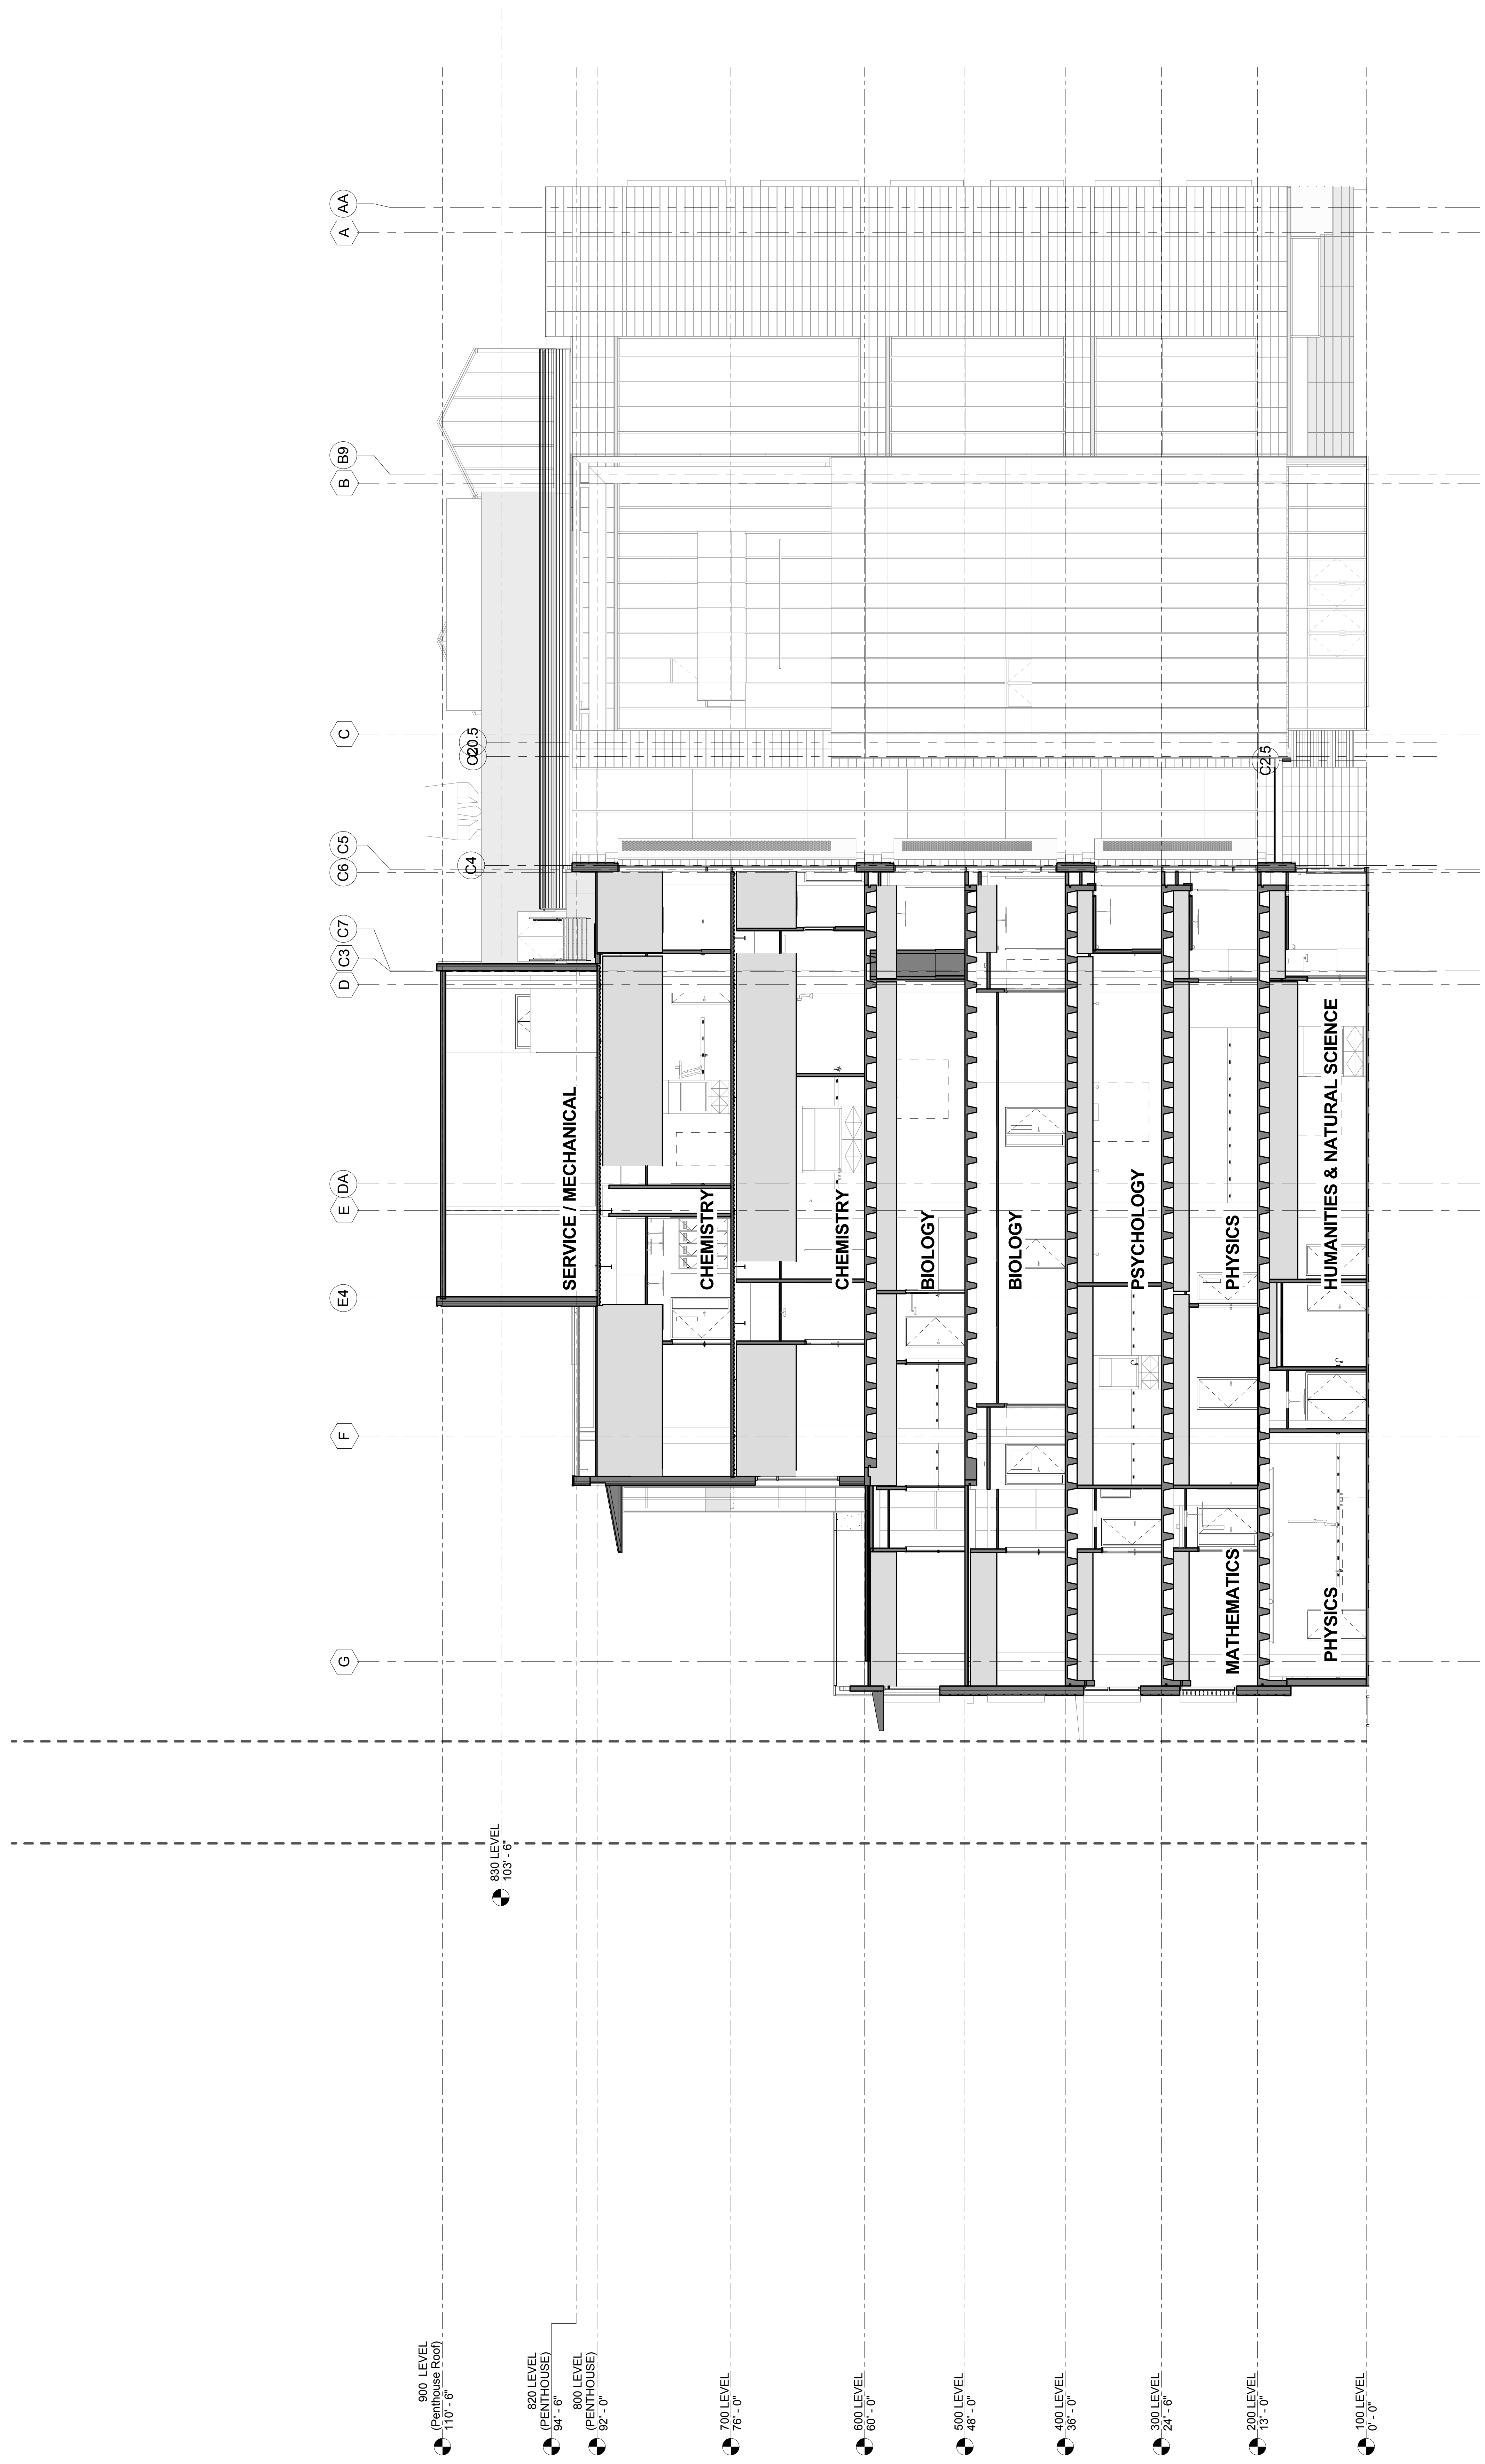 AA
A
B9
B
C
C5
C6
C7
C3
D
DA
E
E4
F
G
C20.5
C4
C2.5
SERVICE / MECHANICAL
CHEMISTRY
CHEMISTRY
BIOLOGY
BIOLOGY
PSYCHOLOGY
PHYSICS
HUMANITIES & NATURAL SCIENCE
MATHEMATICS
PHYSICS
900 LEVEL
(Penthouse Roof)
110' - 6"
830 LEVEL
103' - 6"
820 LEVEL
(PENTHOUSE)
94' - 6"
800 LEVEL
(PENTHOUSE)
92' - 0"
700 LEVEL
76' - 0"
600 LEVEL
60' - 0"
500 LEVEL
48' - 0"
400 LEVEL
36' - 0"
300 LEVEL
24' - 6"
200 LEVEL
13' - 0"
100 LEVEL
0' - 0"